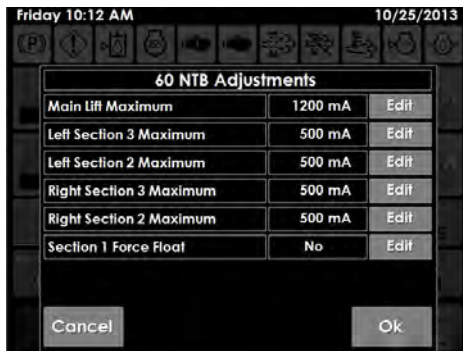 Friday 10:12 AM 10/25/2013
(P)
60 NTB Adjustments
Main Lift Maximum 1200 mA Edit
Left Section 3 Maximum 500 mA Edit
Left Section 2 Maximum 500 mA Edit
Right Section 3 Maximum 500 mA Edit
Right Section 2 Maximum 500 mA Edit
Section 1 Force Float No Edit
Cancel Ok